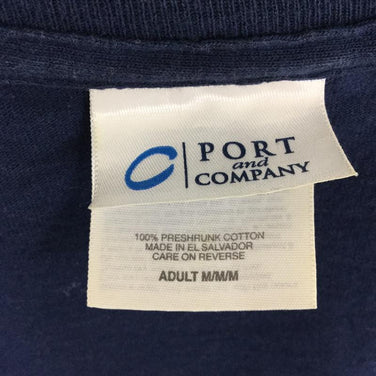 PORT
and
COMPANY
100% PRESHRUNK COTTON
MADE IN EL SALVADOR
CARE ON REVERSE
ADULT M/M/M